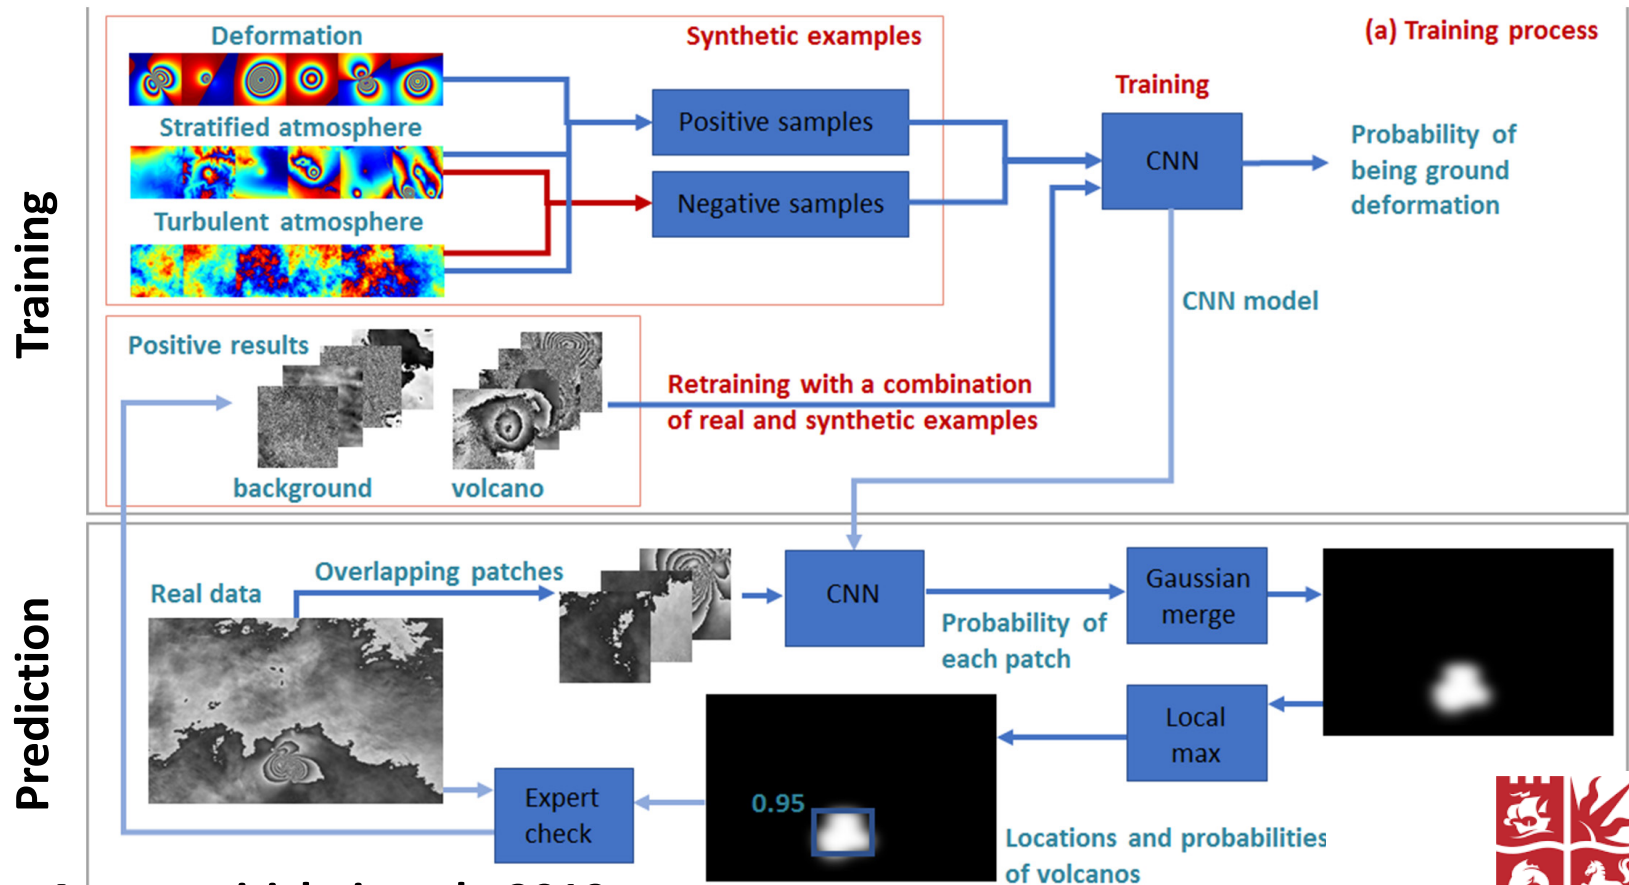 Training
(a) Training process
Deformation
Synthetic examples
Stratified atmosphere
Turbulent atmosphere
Positive samples
Negative samples
Training
CNN
Probability of
being ground
deformation
CNN model
Positive results
background
volcano
Retraining with a combination
of real and synthetic examples
Prediction
Real data
Overlapping patches
CNN
Probability of
each patch
Gaussian
merge
Local
max
0.95
Locations and probabilities
of volcanos
Expert
check